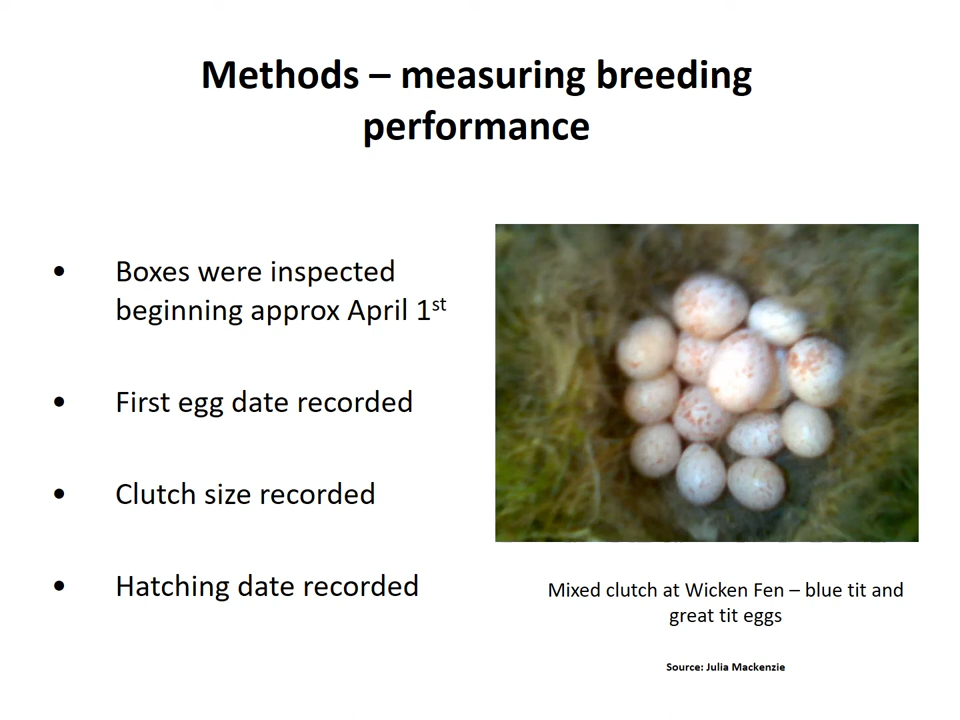 Methods – measuring breeding
performance
• Boxes were inspected
beginning approx April 1st
• First egg date recorded
• Clutch size recorded
• Hatching date recorded
Mixed clutch at Wicken Fen – blue tit and
great tit eggs
Source: Julia Mackenzie